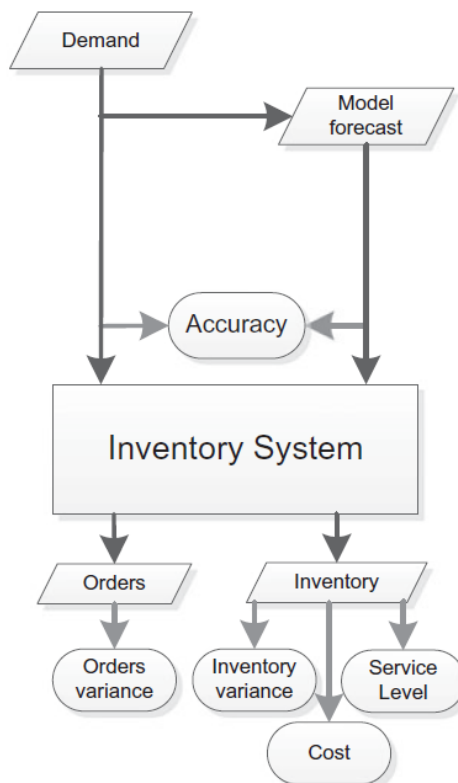 Demand
Model
forecast
Accuracy
Inventory System
Orders
Inventory
Orders
variance
Inventory
variance
Service
Level
Cost